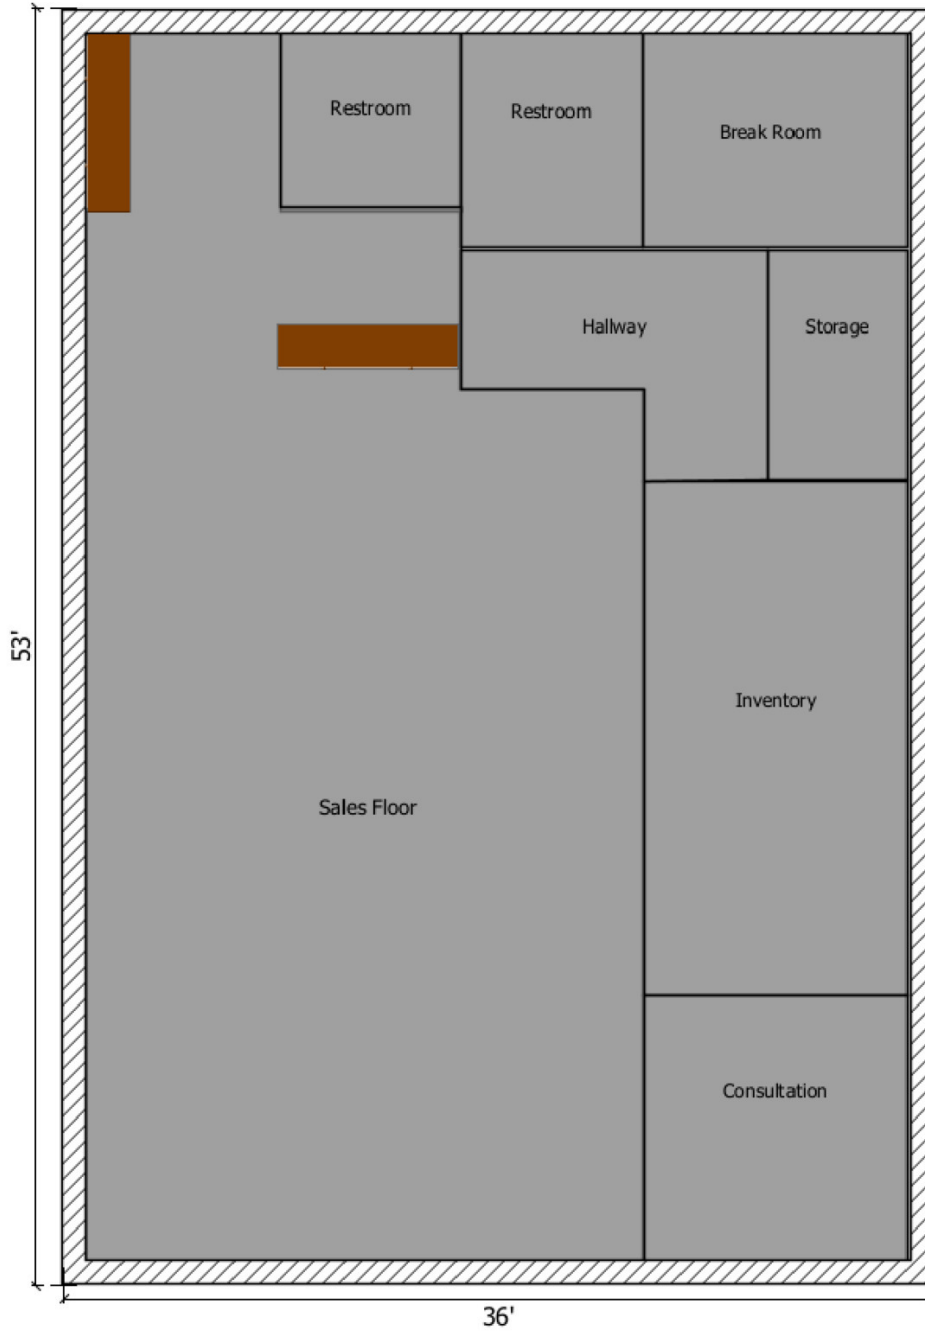 Restroom
Restroom
Break Room
Hallway
Storage
53'
Inventory
Sales Floor
Consultation
36'